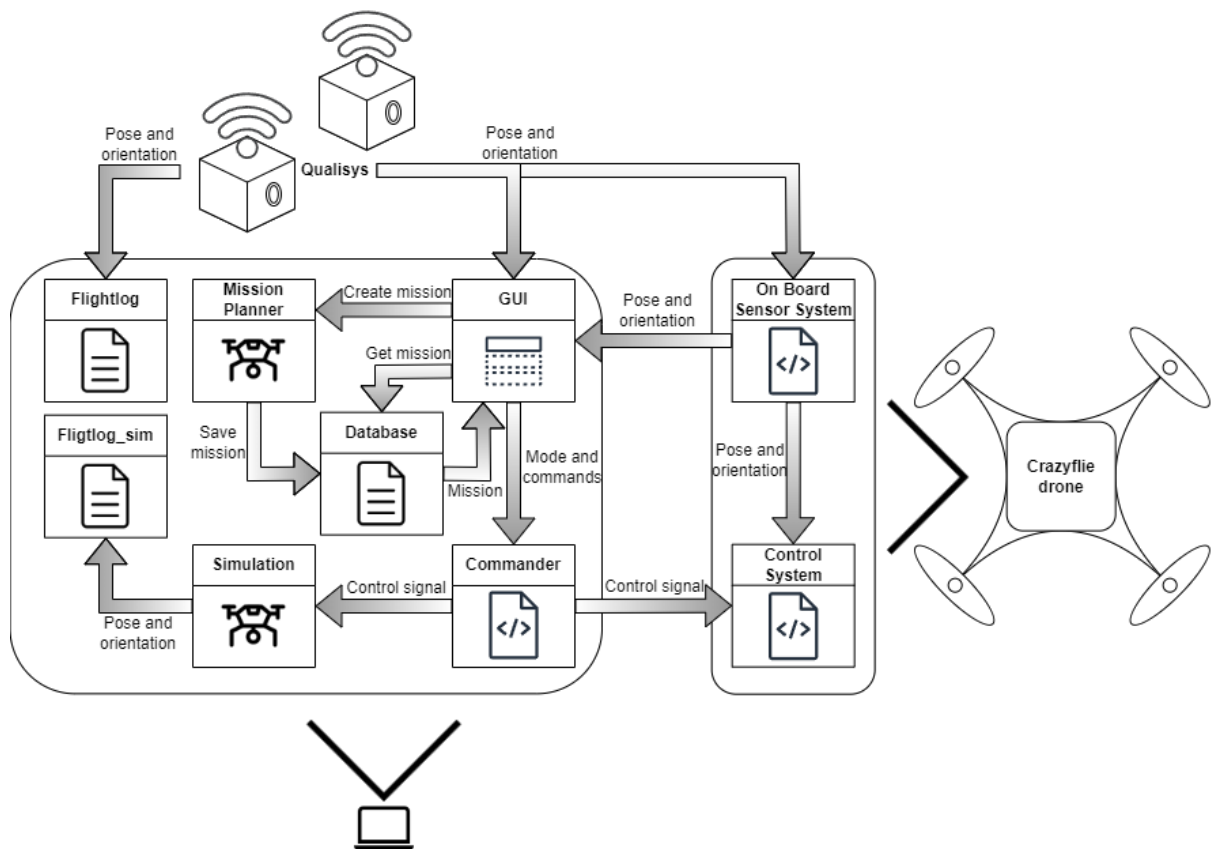 Pose and
orientation
Qualisys
Pose and
orientation
Flightlog
Mission
Planner
Create mission
GUI
Pose and
orientation
On Board
Sensor System
Get mission
Fligtlog_sim
Save
mission
Database
Mission
Mode and
commands
Pose and
orientation
Crazyflie
drone
Simulation
Control signal
Commander
Control signal
Control
System
Pose and
orientation